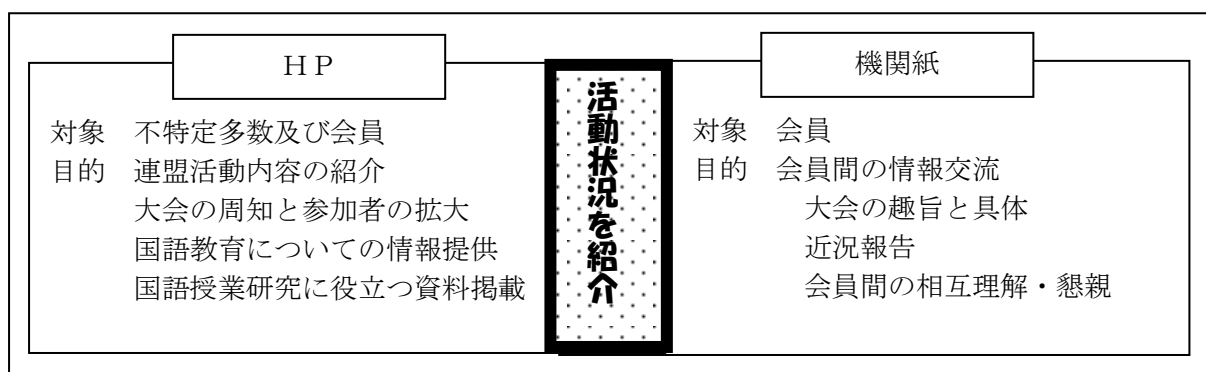 ＨＰ
対象　不特定多数及び会員
目的　連盟活動内容の紹介
大会の周知と参加者の拡大
国語教育についての情報提供
国語授業研究に役立つ資料掲載
活動状況を紹介
機関紙
対象　会員
目的　会員間の情報交流
大会の趣旨と具体
近況報告
会員間の相互理解・懇親